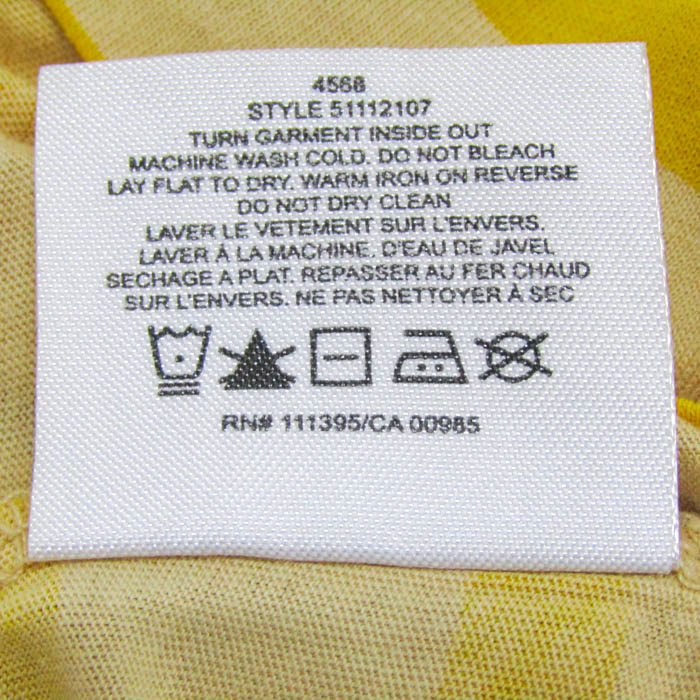 4568
STYLE 51112107
TURN GARMENT INSIDE OUT
MACHINE WASH COLD. DO NOT BLEACH
LAY FLAT TO DRY. WARM IRON ON REVERSE
DO NOT DRY CLEAN
LAVER LE VETEMENT SUR L'ENVERS.
LAVER À LA MACHINE, D'EAU DE JAVEL
SECHAGE A PLAT. REPASSER AU FER CHAUD
SUR L'ENVERS. NE PAS NETTOYER À SEC
RN# 111395/CA 00985